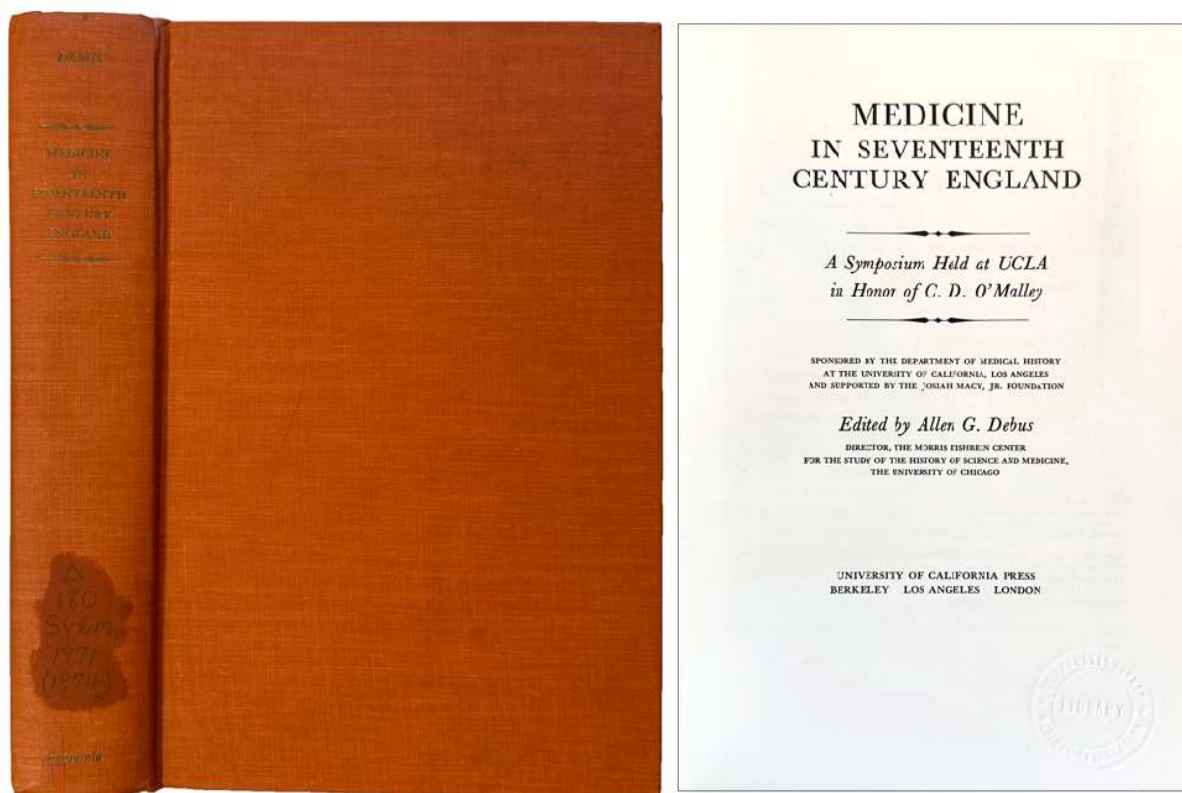 DEBUS
MEDICINE
IN
SEVENTEENTH
CENTURY
ENGLAND
180
1971
(1974)
California
MEDICINE
IN SEVENTEENTH
CENTURY ENGLAND
A Symposium Held at UCLA
in Honor of C. D. O'Malley
SPONSORED BY THE DEPARTMENT OF MEDICAL HISTORY
AT THE UNIVERSITY OF CALIFORNIA, LOS ANGELES
AND SUPPORTED BY THE JOSIAH MACY, JR. FOUNDATION
Edited by Allen G. Debus
DIRECTOR, THE MORRIS FISHBEIN CENTER
FOR THE STUDY OF THE HISTORY OF SCIENCE AND MEDICINE,
THE UNIVERSITY OF CHICAGO
UNIVERSITY OF CALIFORNIA PRESS
BERKELEY LOS ANGELES LONDON
LIBRARY